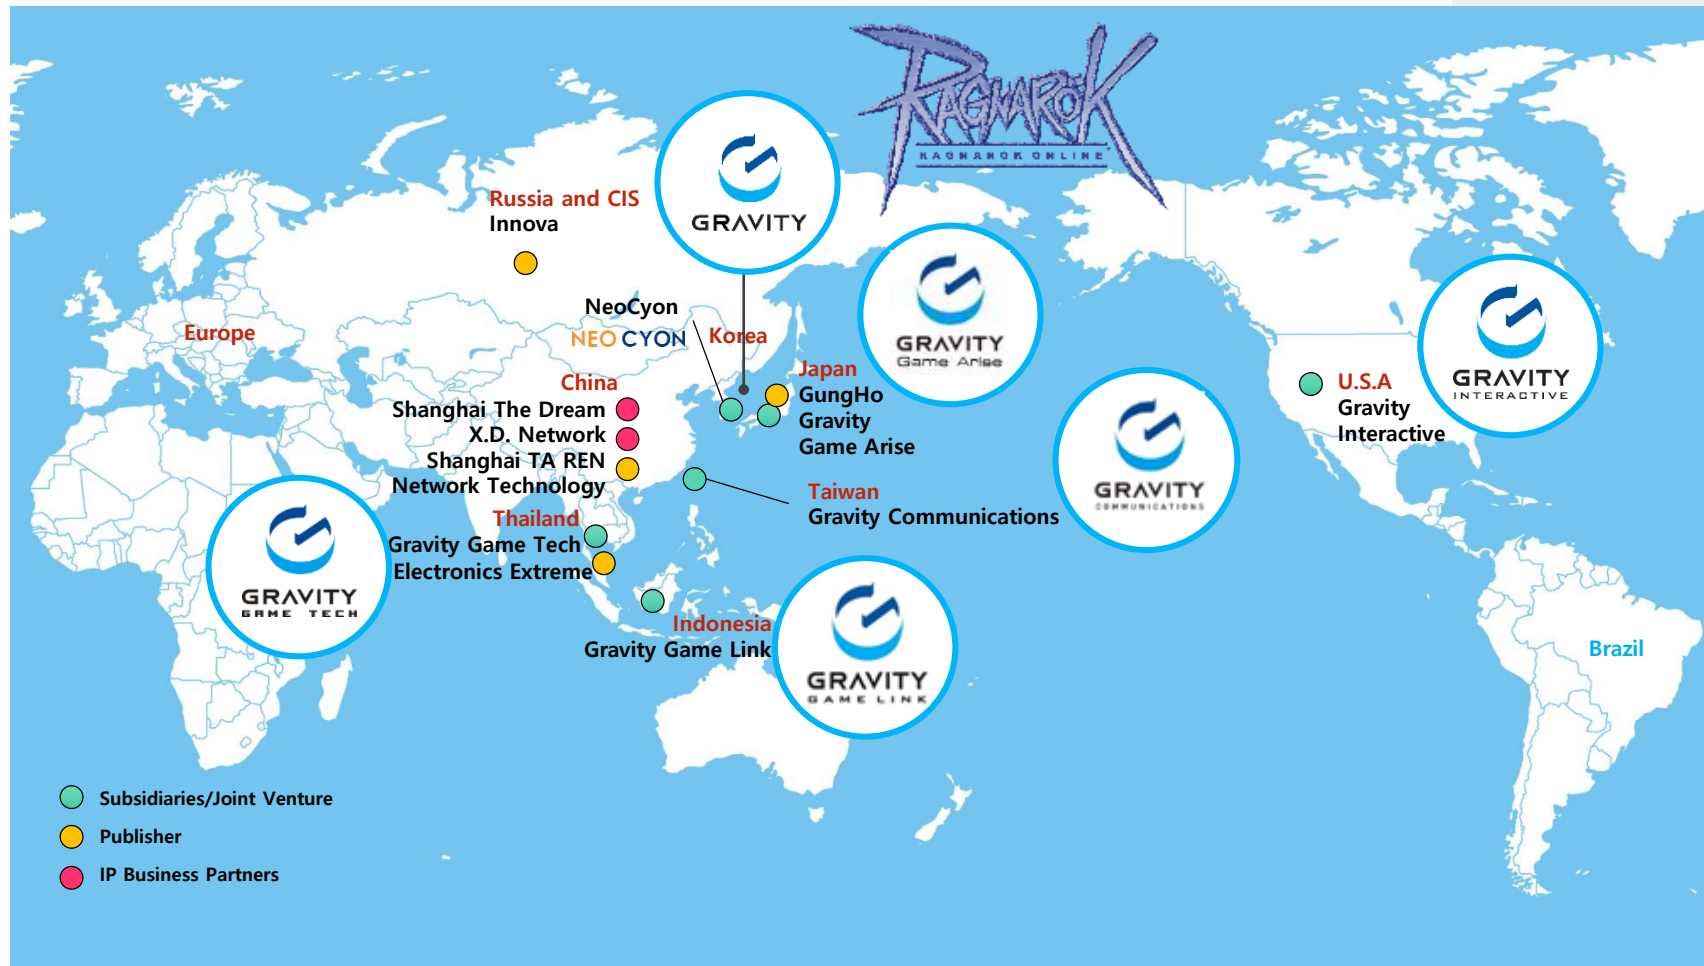 RAGNAROK
RAGNAROK ONLINE
GRAVITY
Russia and CIS
Innova
GRAVITY
Game Arise
NeoCyon
NEOCYON
Korea
Europe
China
Shanghai The Dream
X.D. Network
Shanghai TA REN
Network Technology
Japan
GungHo
Gravity
Game Arise
U.S.A
Gravity
Interactive
GRAVITY
INTERACTIVE
Taiwan
Gravity Communications
GRAVITY
COMMUNICATIONS
Thailand
Gravity Game Tech
Electronics Extreme
GRAVITY
GAME TECH
Indonesia
Gravity Game Link
GRAVITY
GAME LINK
Brazil
Subsidiaries/Joint Venture
Publisher
IP Business Partners